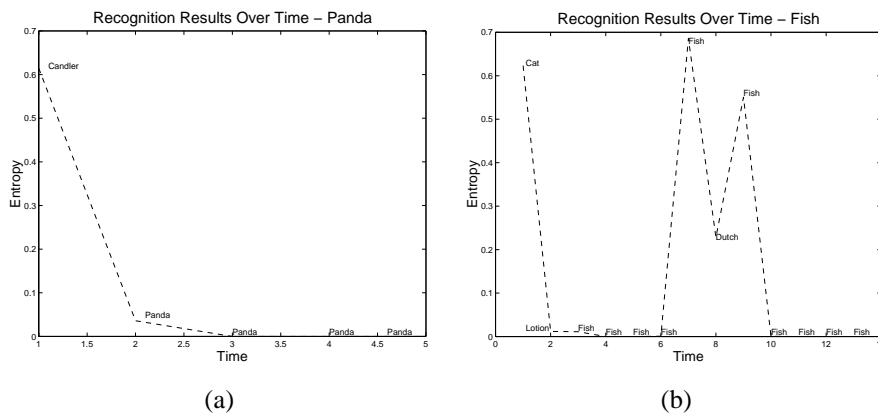 Recognition Results Over Time – Panda
0.7
0.6
0.5
0.4
0.3
0.2
0.1
0
Entropy
Candler
Panda
Panda
Panda
Panda
1 1.5 2 2.5 3 3.5 4 4.5 5
Time
(a)
Recognition Results Over Time – Fish
0.7
0.6
0.5
0.4
0.3
0.2
0.1
0
Entropy
Cat
Lotion
Fish
Fish
Fish
Fish
Fish
Dutch
Fish
Fish
Fish
Fish
Fish
0 2 4 6 8 10 12 14
Time
(b)